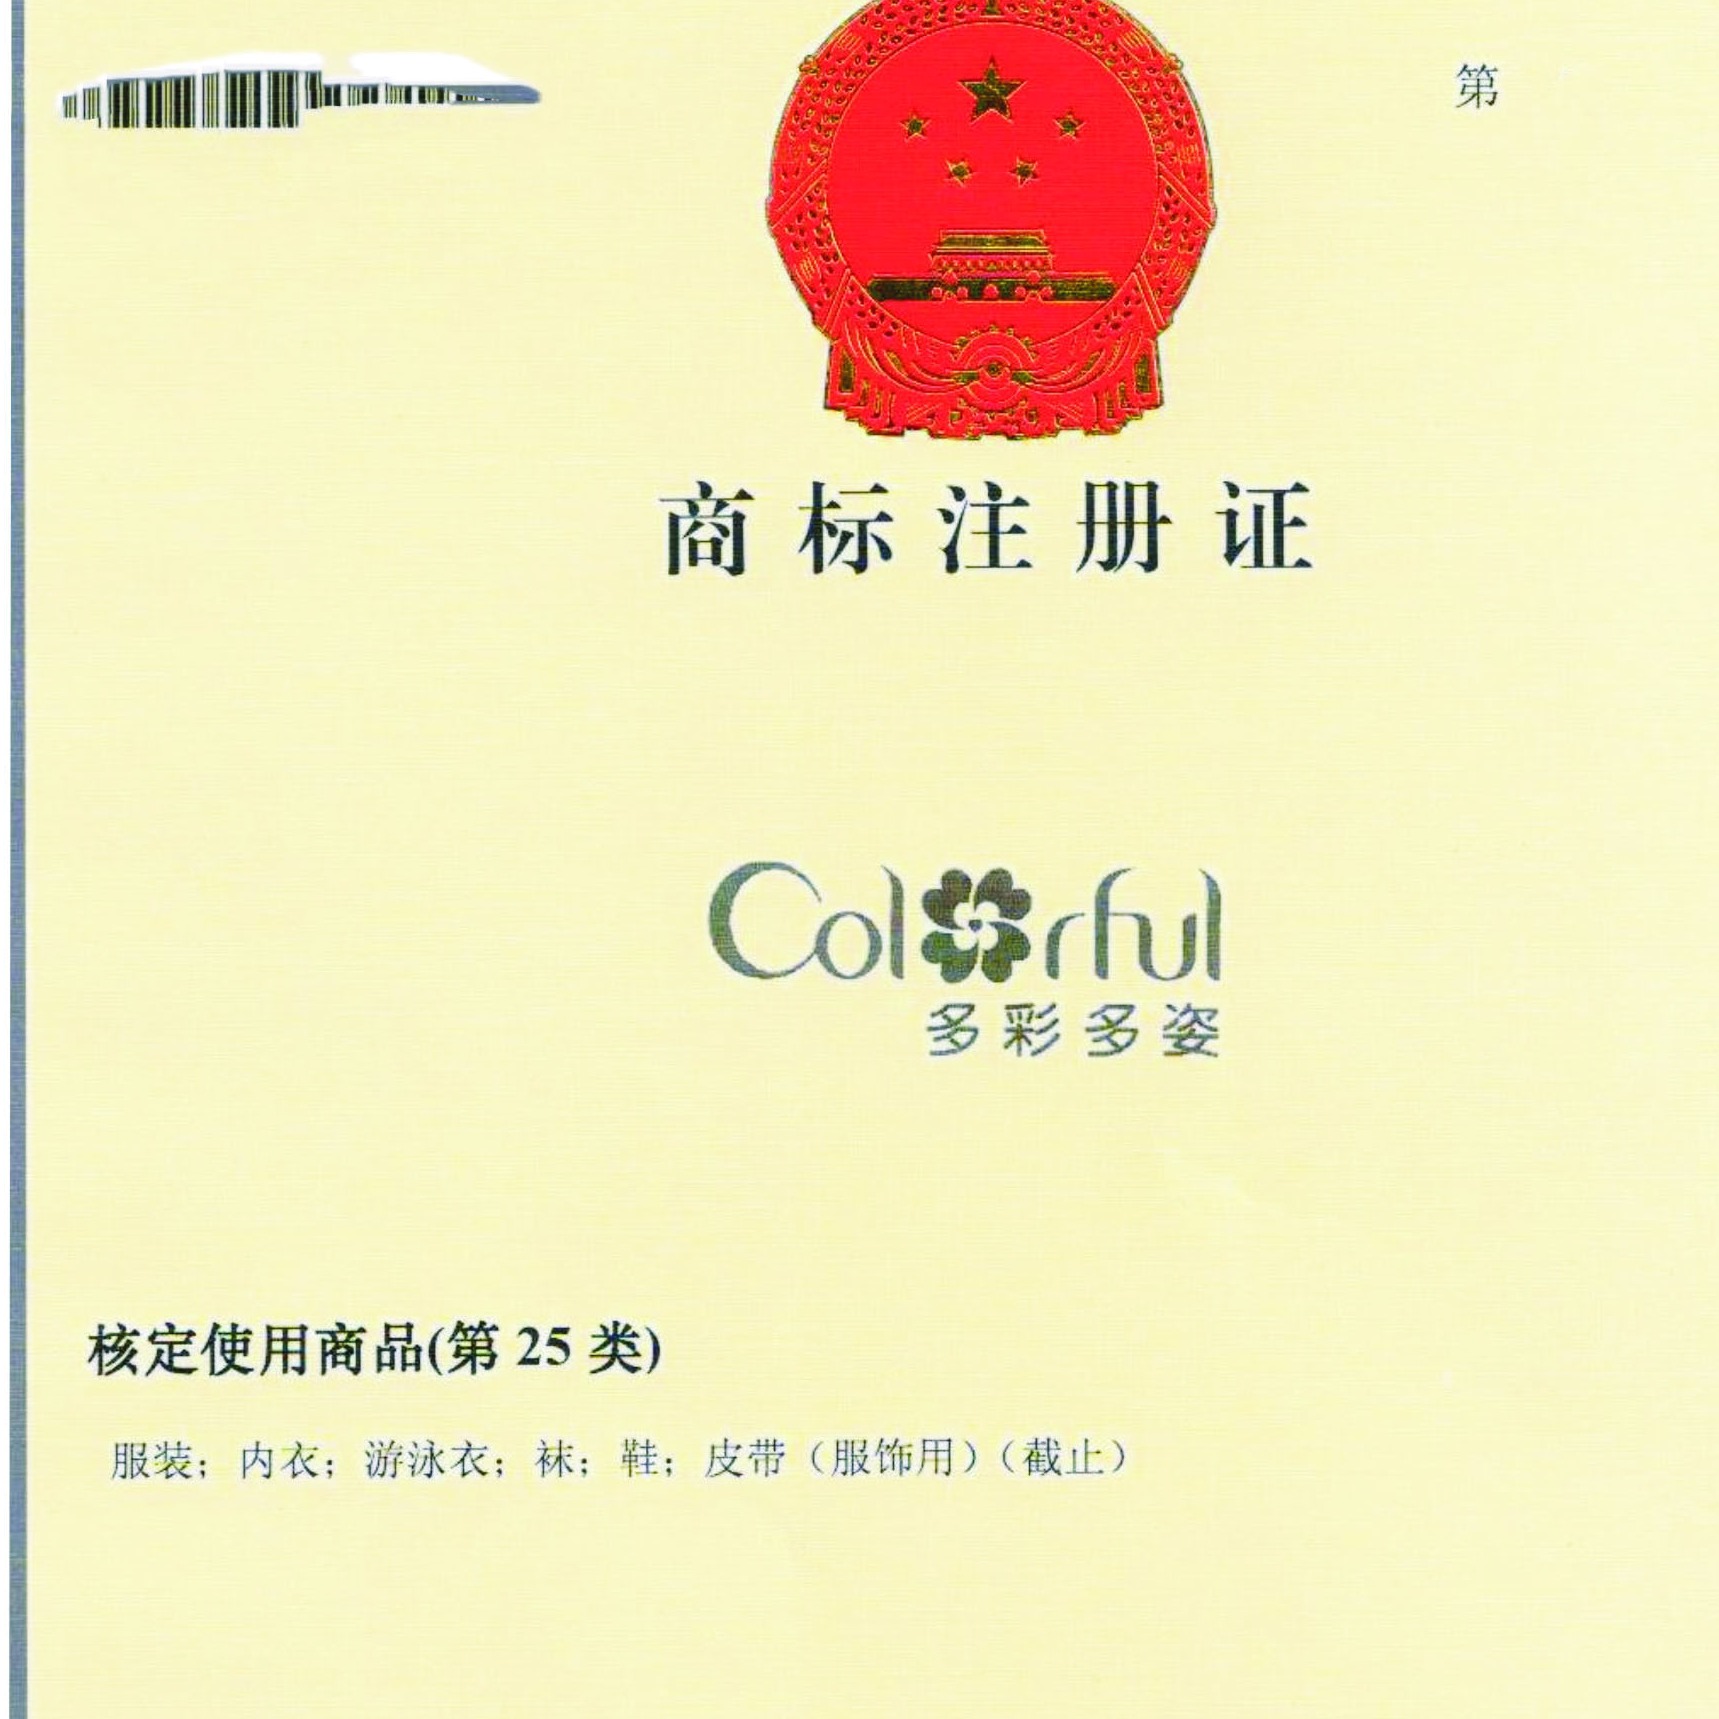 第
商标注册证
Colorful
多彩多姿
核定使用商品(第 25 类)
服装；内衣；游泳衣；袜；鞋；皮带（服饰用）（截止）